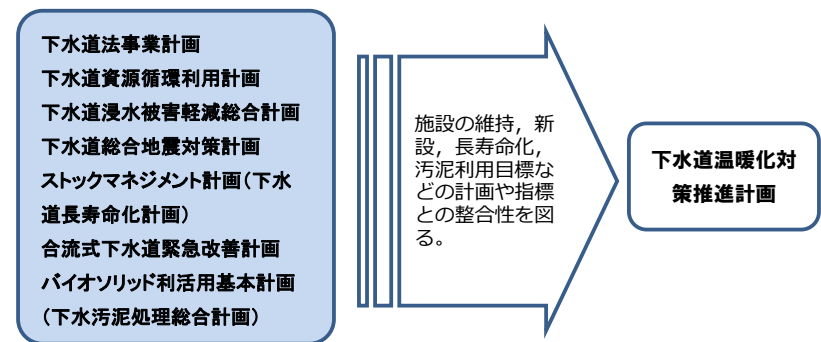 下水道法事業計画
下水道資源循環利用計画
下水道浸水被害軽減総合計画
下水道総合地震対策計画
ストックマネジメント計画（下水
道長寿命化計画）
合流式下水道緊急改善計画
バイオソリッド利活用基本計画
（下水汚泥処理総合計画）
施設の維持，新
設，長寿命化，
汚泥利用目標な
どの計画や指標
との整合性を図
る。
下水道温暖化対
策推進計画